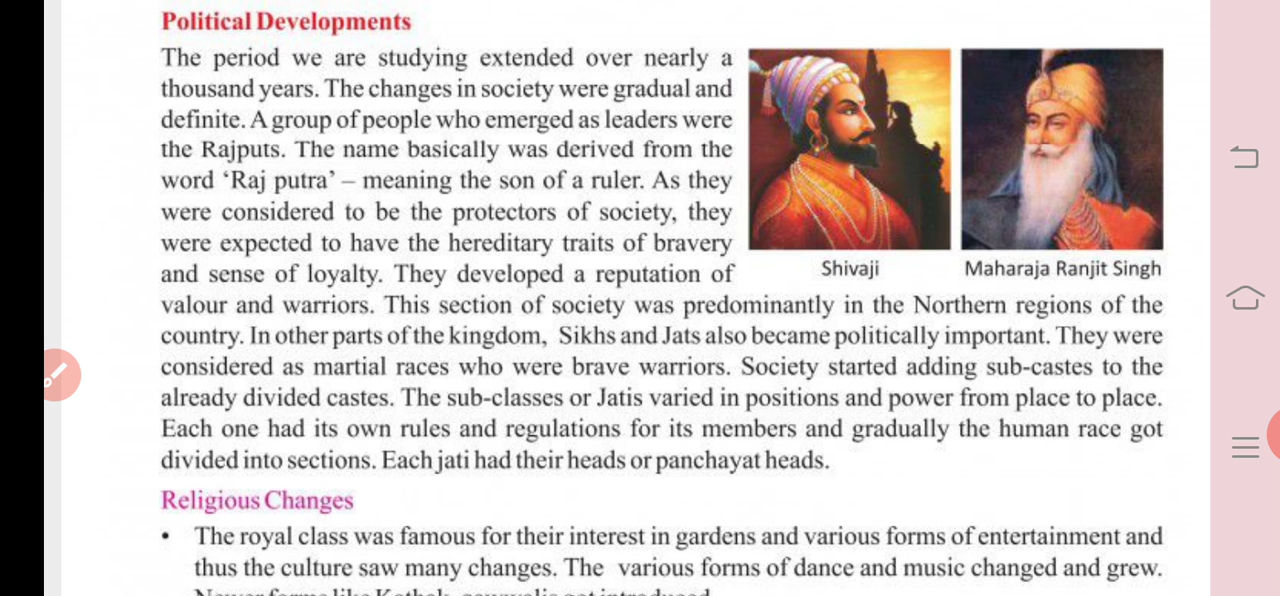 Political Developments
The period we are studying extended over nearly a
thousand years. The changes in society were gradual and
definite. A group of people who emerged as leaders were
the Rajputs. The name basically was derived from the
word ‘Raj putra’ – meaning the son of a ruler. As they
were considered to be the protectors of society, they
were expected to have the hereditary traits of bravery
and sense of loyalty. They developed a reputation of
Shivaji
Maharaja Ranjit Singh
valour and warriors. This section of society was predominantly in the Northern regions of the
country. In other parts of the kingdom, Sikhs and Jats also became politically important. They were
considered as martial races who were brave warriors. Society started adding sub-castes to the
already divided castes. The sub-classes or Jatis varied in positions and power from place to place.
Each one had its own rules and regulations for its members and gradually the human race got
divided into sections. Each jati had their heads or panchayat heads.
Religious Changes
• The royal class was famous for their interest in gardens and various forms of entertainment and
thus the culture saw many changes. The various forms of dance and music changed and grew.
Newer forms like Kathak, qawwalis got introduced.